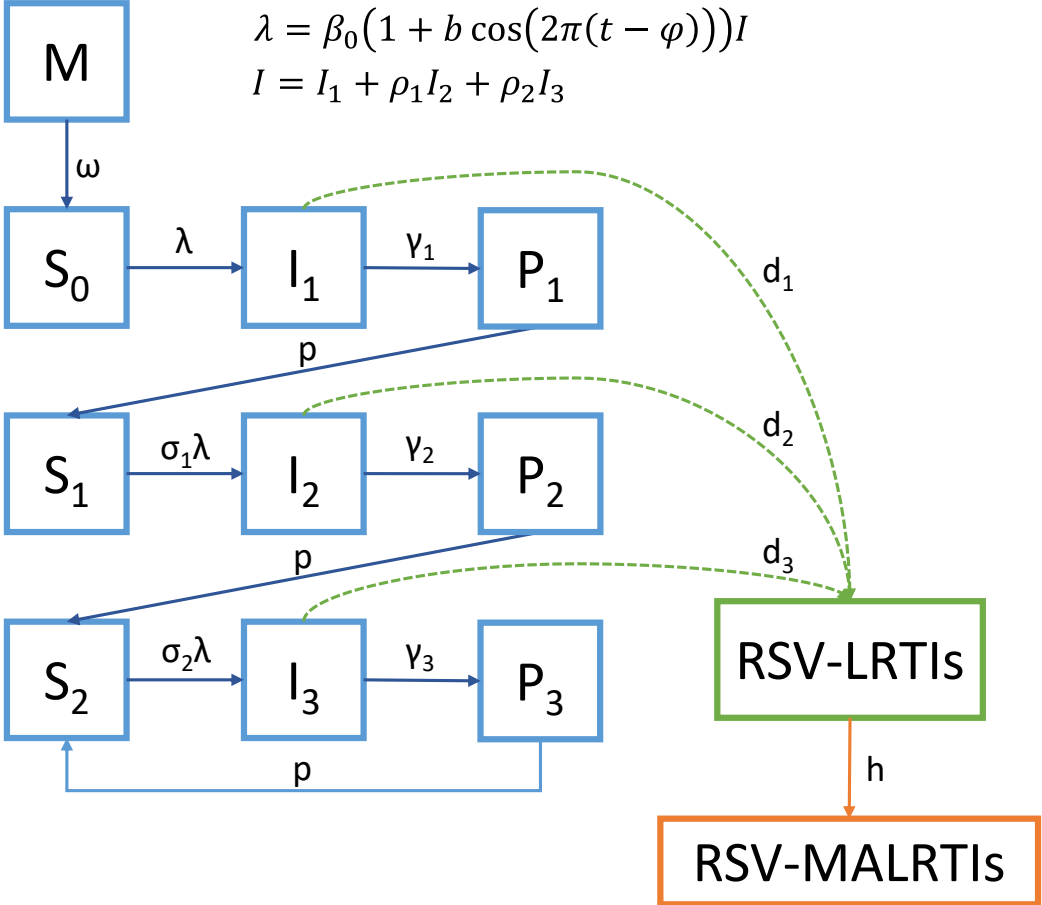 λ = β₀(1 + b cos(2π(t − φ)))I
I = I₁ + ρ₁I₂ + ρ₂I₃
M
ω
S₀
λ
I₁
γ₁
P₁
d₁
p
S₁
σ₁λ
I₂
γ₂
P₂
d₂
p
S₂
σ₂λ
I₃
γ₃
P₃
d₃
p
RSV-LRTIs
h
RSV-MALRTIs